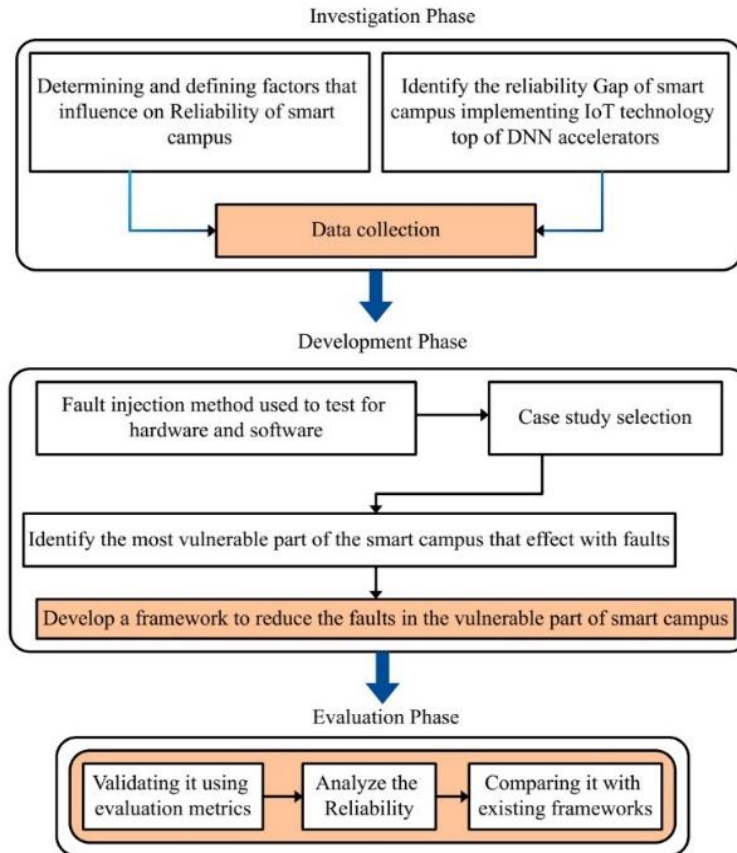 Investigation Phase
Determining and defining factors that
influence on Reliability of smart
campus
Identify the reliability Gap of smart
campus implementing IoT technology
top of DNN accelerators
Data collection
Development Phase
Fault injection method used to test for
hardware and software
Case study selection
Identify the most vulnerable part of the smart campus that effect with faults
Develop a framework to reduce the faults in the vulnerable part of smart campus
Evaluation Phase
Validating it using
evaluation metrics
Analyze the
Reliability
Comparing it with
existing frameworks